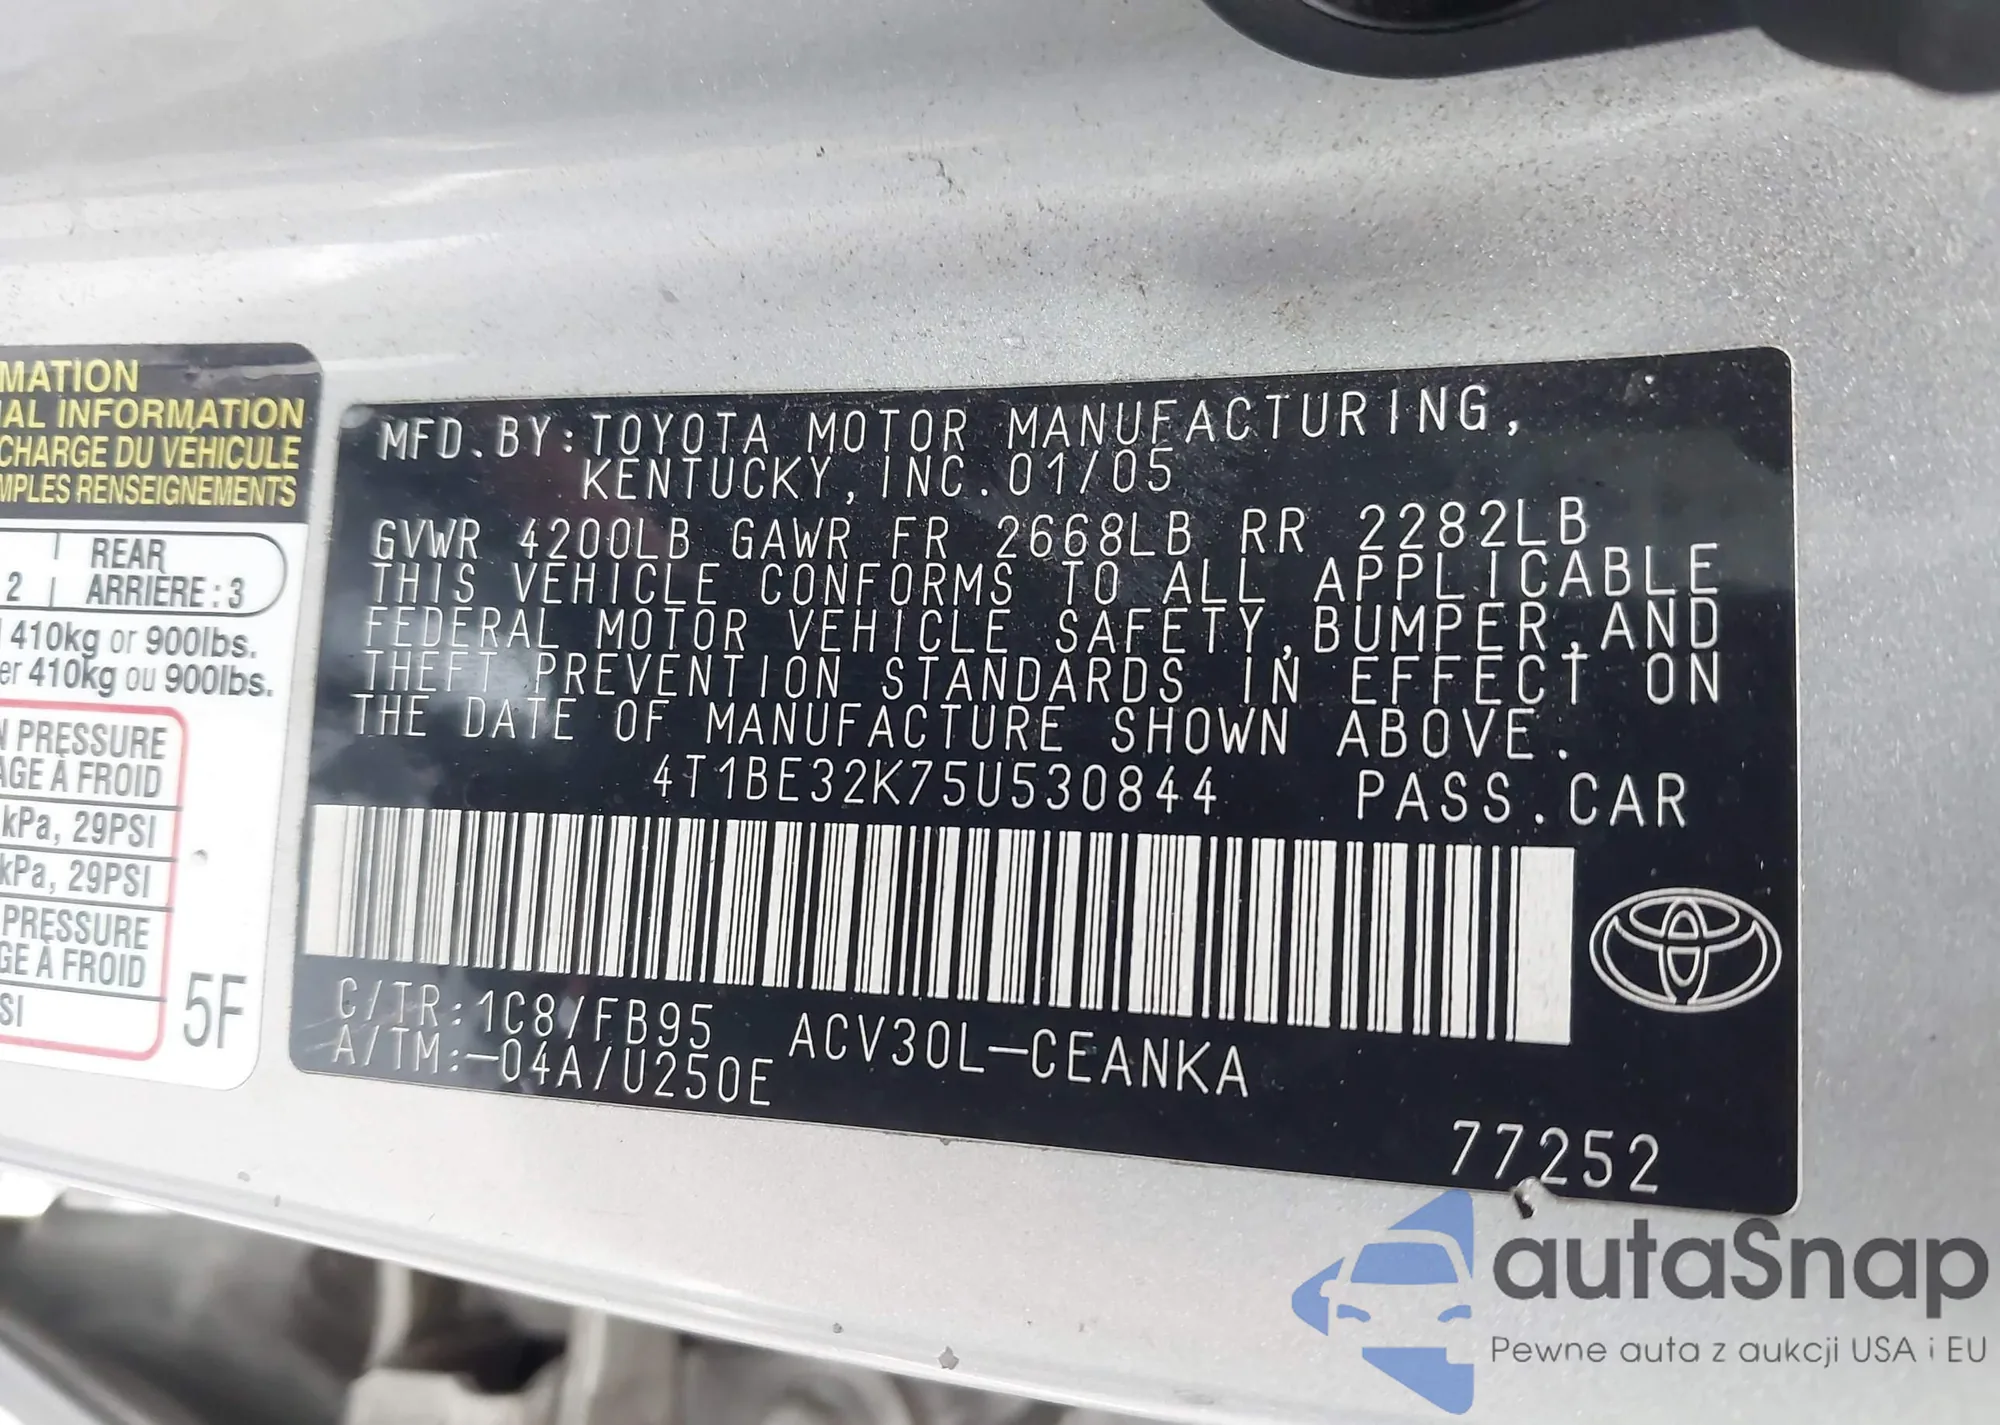 MATION
IAL INFORMATION
CHARGE DU VÉHICULE
MPLES RENSEIGNEMENTS
REAR
2 ARRIÈRE : 3
410kg or 900lbs.
er 410kg ou 900lbs.
N PRESSURE
AGE À FROID
kPa, 29PSI
kPa, 29PSI
PRESSURE
GE À FROID
SI
5F
MFD. BY: TOYOTA MOTOR MANUFACTURING,
KENTUCKY, INC. 01/05
GVWR 4200LB GAWR FR 2668LB RR 2282LB
THIS VEHICLE CONFORMS TO ALL APPLICABLE
FEDERAL MOTOR VEHICLE SAFETY, BUMPER, AND
THEFT PREVENTION STANDARDS IN EFFECT ON
THE DATE OF MANUFACTURE SHOWN ABOVE.
4T1BE32K75U530844 PASS. CAR
C/TR: 1C8/FB95 ACV30L-CEANKA
A/TM: -04A/U250E
77252
autoSnap
Pewne auta z aukcji USA i EU